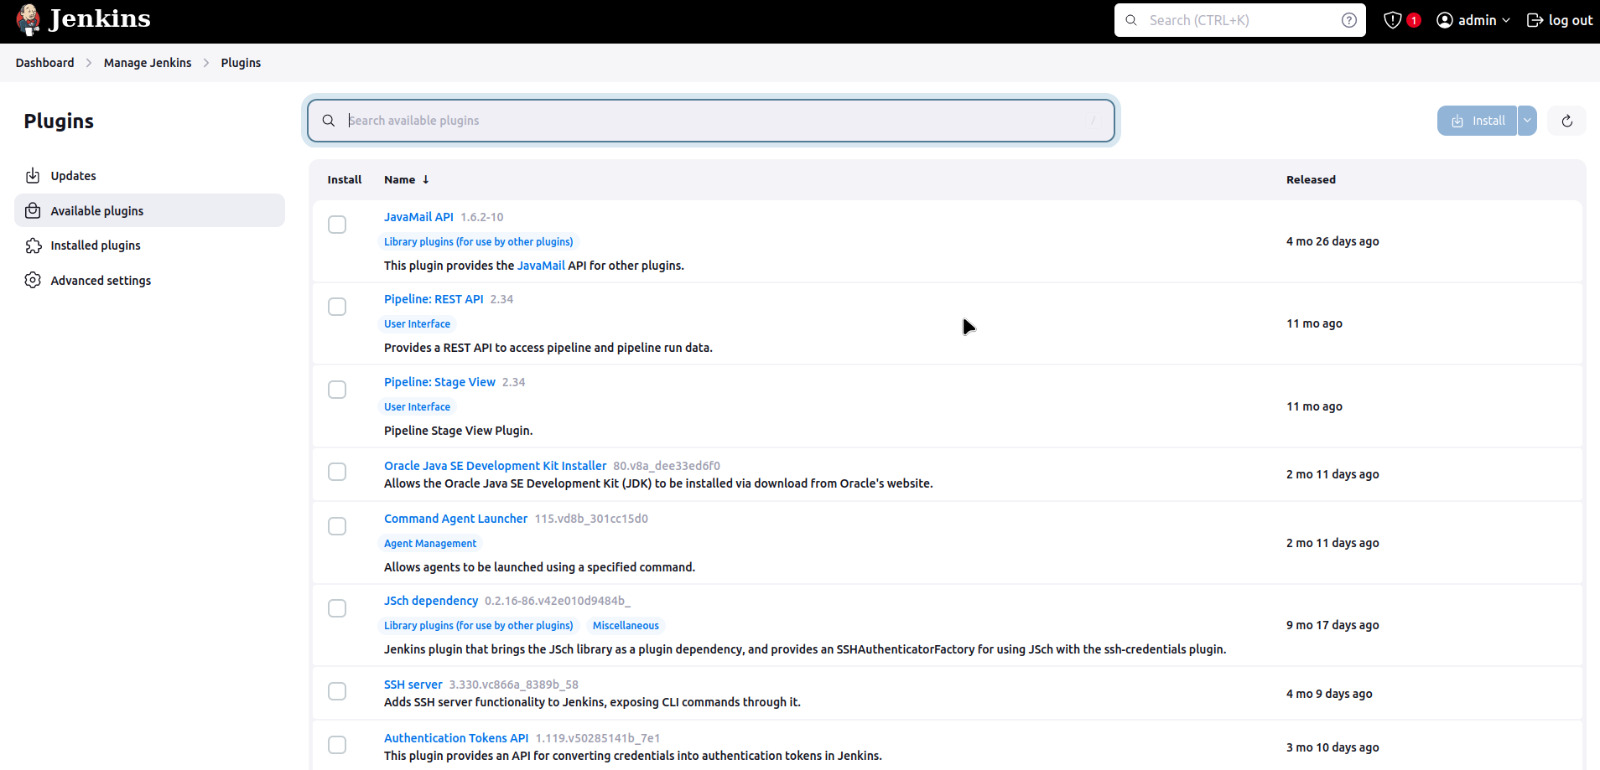 Jenkins
Search (CTRL+K)
?
1
admin
log out
Dashboard
Manage Jenkins
Plugins
Plugins
Updates
Available plugins
Installed plugins
Advanced settings
Search available plugins
/
Install
Install Name ↓ Released
JavaMail API 1.6.2-10
Library plugins (for use by other plugins)
This plugin provides the JavaMail API for other plugins.
4 mo 26 days ago
Pipeline: REST API 2.34
User Interface
Provides a REST API to access pipeline and pipeline run data.
11 mo ago
Pipeline: Stage View 2.34
User Interface
Pipeline Stage View Plugin.
11 mo ago
Oracle Java SE Development Kit Installer 80.v8a_dee33ed6f0
Allows the Oracle Java SE Development Kit (JDK) to be installed via download from Oracle's website.
2 mo 11 days ago
Command Agent Launcher 115.vd8b_301cc15d0
Agent Management
Allows agents to be launched using a specified command.
2 mo 11 days ago
JSch dependency 0.2.16-86.v42e010d9484b_
Library plugins (for use by other plugins) Miscellaneous
Jenkins plugin that brings the JSch library as a plugin dependency, and provides an SSHAuthenticatorFactory for using JSch with the ssh-credentials plugin.
9 mo 17 days ago
SSH server 3.330.vc866a_8389b_58
Adds SSH server functionality to Jenkins, exposing CLI commands through it.
4 mo 9 days ago
Authentication Tokens API 1.119.v50285141b_7e1
This plugin provides an API for converting credentials into authentication tokens in Jenkins.
3 mo 10 days ago